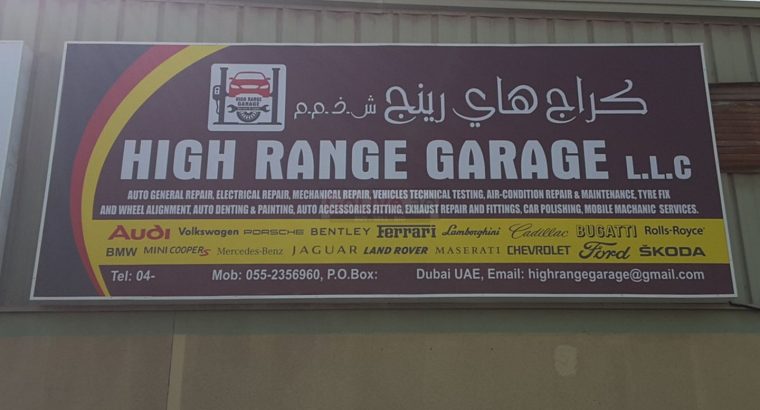 كراج هاي رينج ش.ذ.م.م
HIGH RANGE GARAGE
HIGH RANGE GARAGE L.L.C
AUTO GENERAL REPAIR, ELECTRICAL REPAIR, MECHANICAL REPAIR, VEHICLES TECHNICAL TESTING, AIR-CONDITION REPAIR & MAINTENANCE, TYRE FIX
AND WHEEL ALIGNMENT, AUTO DENTING & PAINTING, AUTO ACCESSORIES FITTING, EXHAUST REPAIR AND FITTINGS, CAR POLISHING, MOBILE MACHANIC SERVICES.
Audi Volkswagen PORSCHE BENTLEY Ferrari Lamborghini Cadillac BUGATTI Rolls-Royce
BMW MINI COOPER S Mercedes-Benz JAGUAR LAND ROVER MASERATI CHEVROLET Ford ŠKODA
Tel: 04- Mob: 055-2356960, P.O.Box: Dubai UAE, Email: highrangegarage@gmail.com